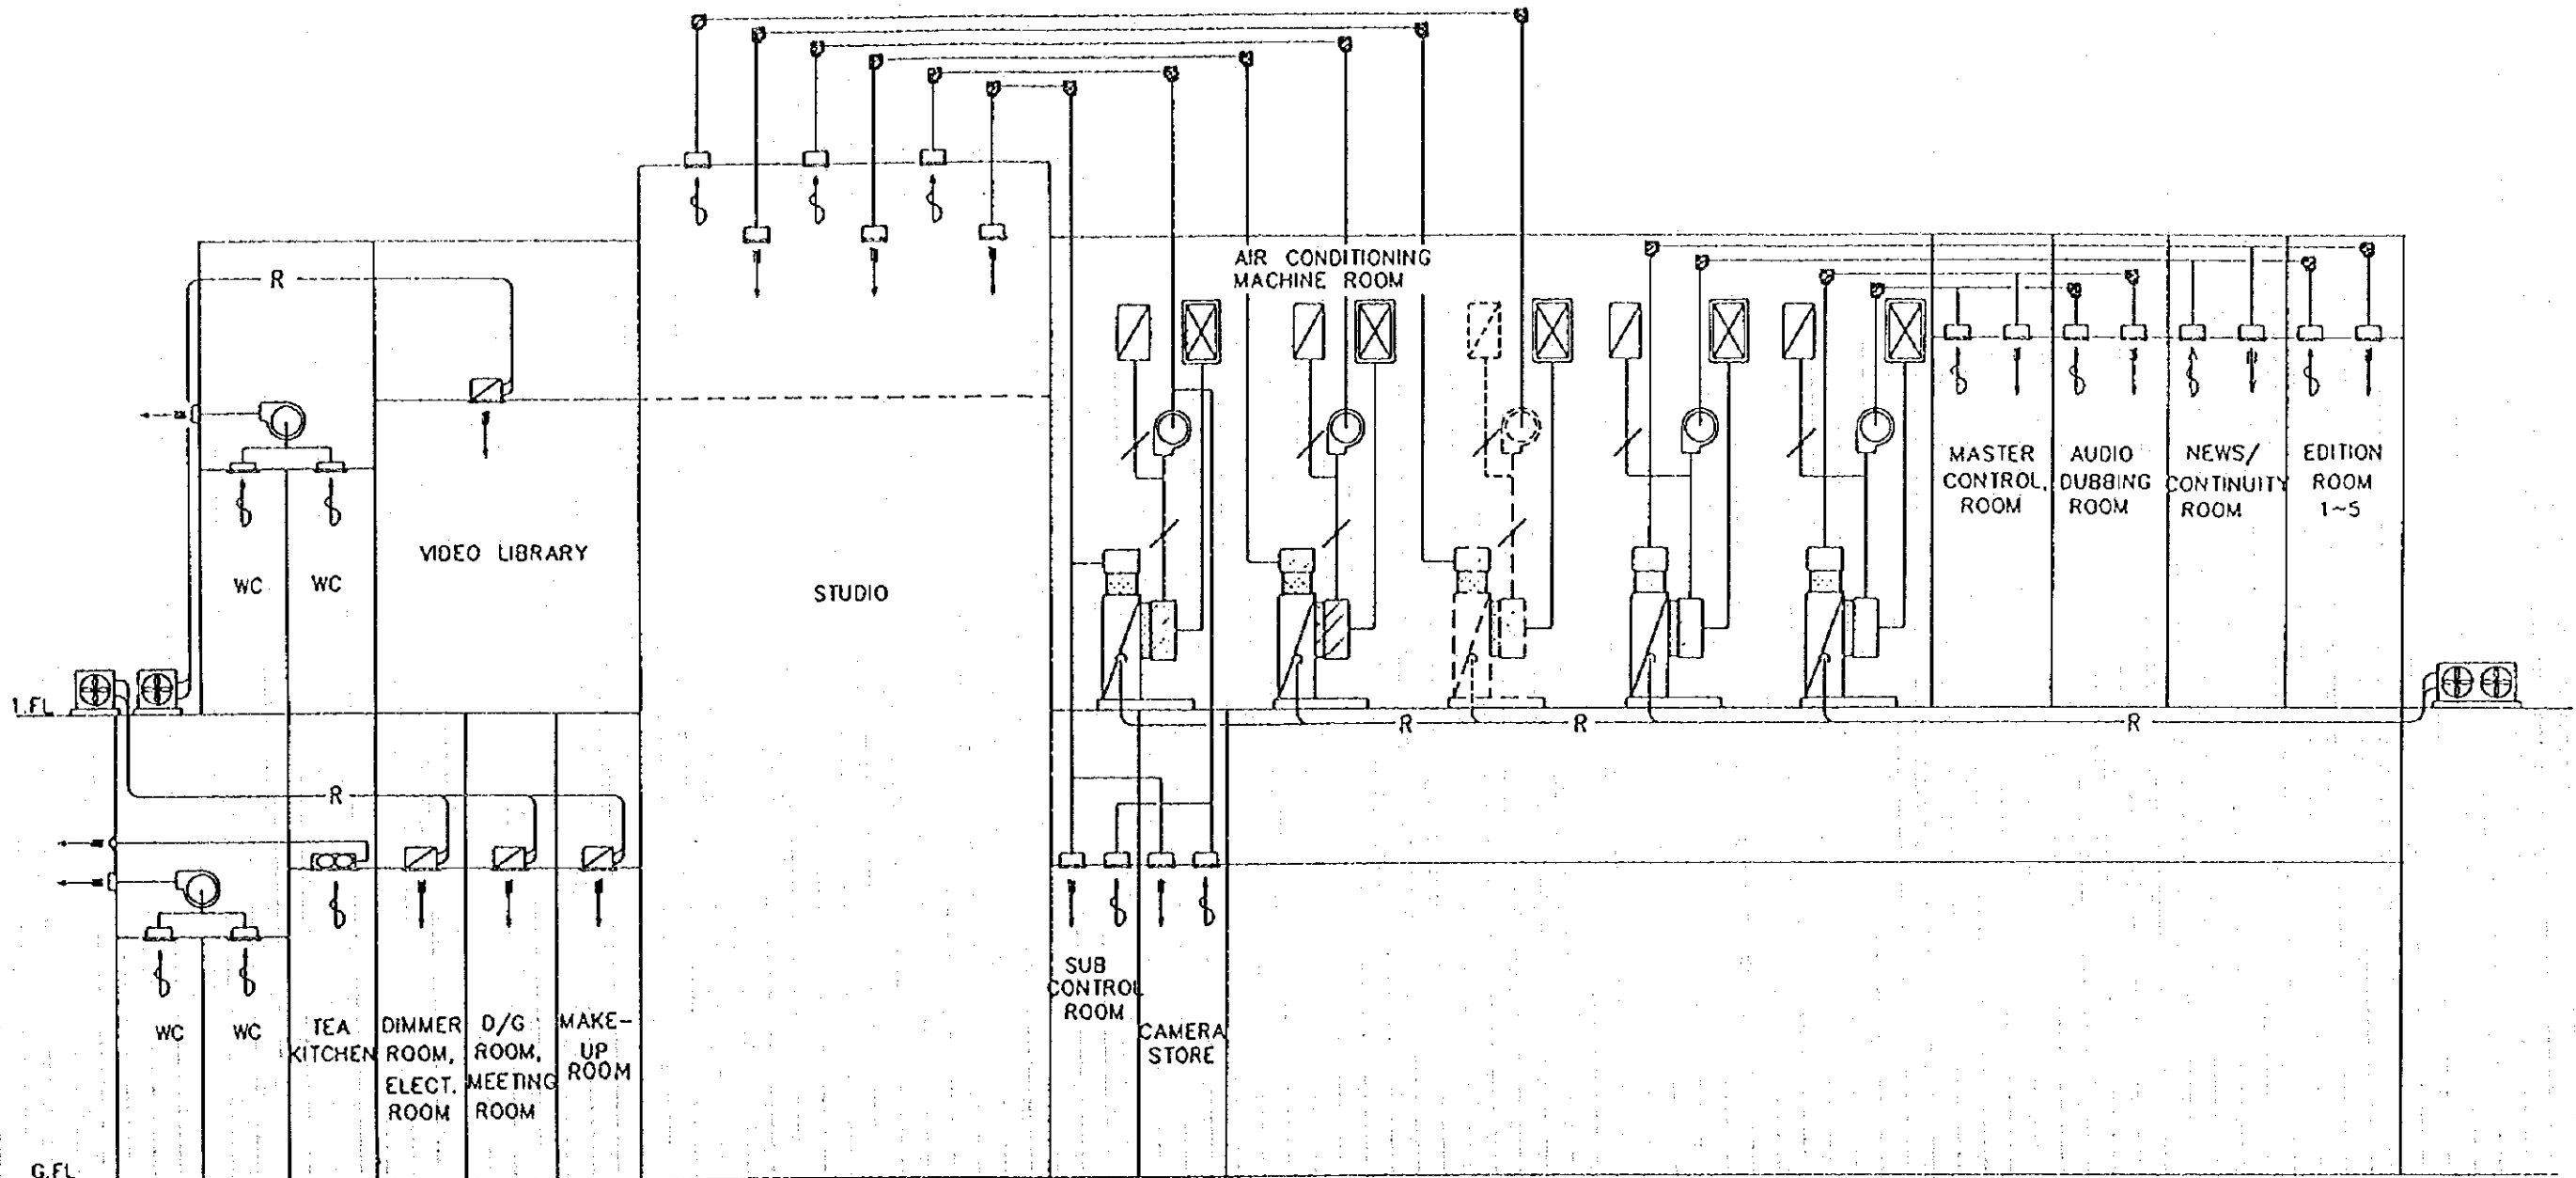 AIR CONDITIONING
MACHINE ROOM
R
MASTER
CONTROL.
ROOM
AUDIO
DUBBING
ROOM
NEWS/
CONTINUITY
ROOM
EDITION
ROOM
1~5
VIDEO LIBRARY
WC
WC
STUDIO
1.FL
R
R
R
R
SUB
CONTROL
ROOM
CAMERA
STORE
WC
WC
TEA
KITCHEN
DIMMER
ROOM,
ELECT.
ROOM
D/G
ROOM,
MEETING
ROOM
MAKE-
UP
ROOM
G.FL